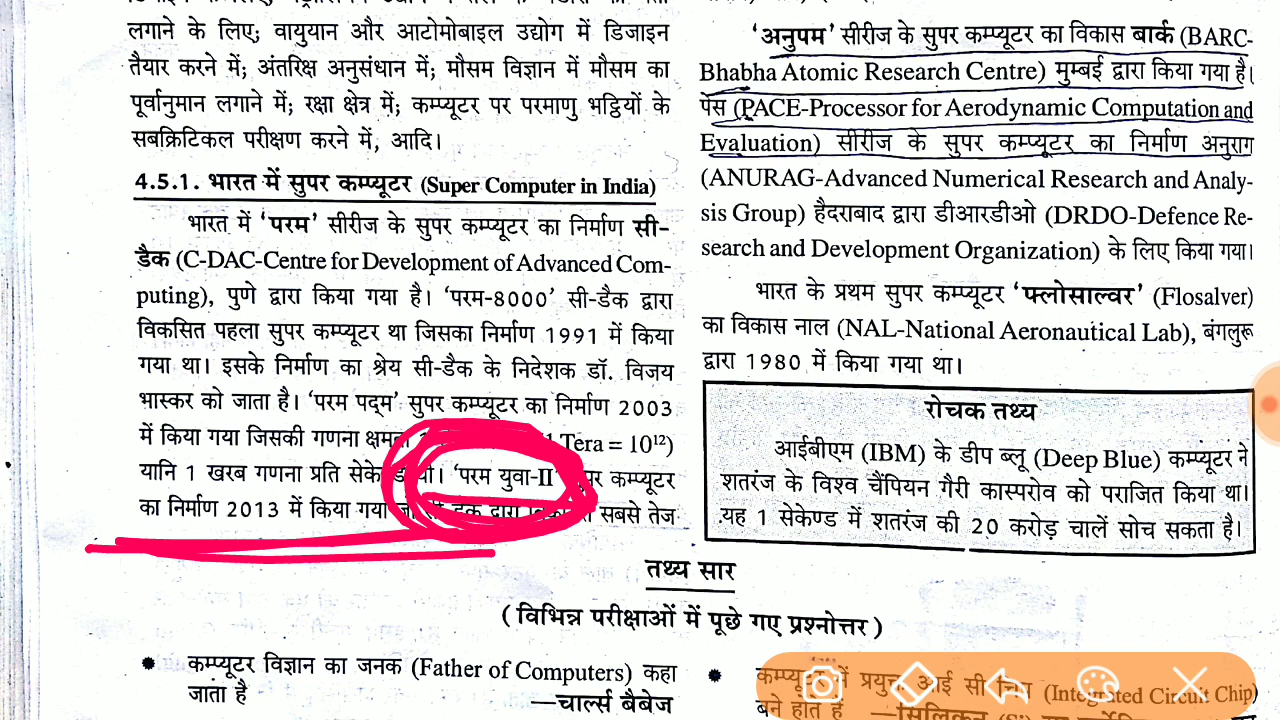 लगाने के लिए; वायुयान और आटोमोबाइल उद्योग में डिजाइन
तैयार करने में; अंतरिक्ष अनुसंधान में; मौसम विज्ञान में मौसम का
पूर्वानुमान लगाने में; रक्षा क्षेत्र में; कम्प्यूटर पर परमाणु भट्ठियों के
सबक्रिटिकल परीक्षण करने में, आदि।
4.5.1. भारत में सुपर कम्प्यूटर (Super Computer in India)
भारत में 'परम' सीरीज के सुपर कम्प्यूटर का निर्माण सी-
डैक (C-DAC-Centre for Development of Advanced Com-
puting), पुणे द्वारा किया गया है। 'परम-8000' सी-डैक द्वारा
विकसित पहला सुपर कम्प्यूटर था जिसका निर्माण 1991 में किया
गया था। इसके निर्माण का श्रेय सी-डैक के निदेशक डॉ. विजय
भास्कर को जाता है। 'परम पद्म' सुपर कम्प्यूटर का निर्माण 2003
में किया गया जिसकी गणना क्षमता Tera = 10¹²)
यानि 1 खरब गणना प्रति सेकेण्ड थी। 'परम युवा-II' सुपर कम्प्यूटर
का निर्माण 2013 में किया गया जो सी डैक द्वारा सबसे तेज
'अनुपम' सीरीज के सुपर कम्प्यूटर का विकास बार्क (BARC-
Bhabha Atomic Research Centre) मुम्बई द्वारा किया गया है।
पेस (PACE-Processor for Aerodynamic Computation and
Evaluation) सीरीज के सुपर कम्प्यूटर का निर्माण अनुराग
(ANURAG-Advanced Numerical Research and Analy-
sis Group) हैदराबाद द्वारा डीआरडीओ (DRDO-Defence Re-
search and Development Organization) के लिए किया गया।
भारत के प्रथम सुपर कम्प्यूटर 'फ्लोसाल्वर' (Flosalver)
का विकास नाल (NAL-National Aeronautical Lab), बंगलुरू
द्वारा 1980 में किया गया था।
रोचक तथ्य
आईबीएम (IBM) के डीप ब्लू (Deep Blue) कम्प्यूटर ने
शतरंज के विश्व चैंपियन गैरी कास्परोव को पराजित किया था।
यह 1 सेकेण्ड में शतरंज की 20 करोड़ चालें सोच सकता है।
तथ्य सार
(विभिन्न परीक्षाओं में पूछे गए प्रश्नोत्तर)
• कम्प्यूटर विज्ञान का जनक (Father of Computers) कहा
जाता है —चार्ल्स बैबेज
• कम्प्यूटर में प्रयुक्त आई सी चिप (Integrated Circuit Chip)
बने होते हैं —सिलिकन